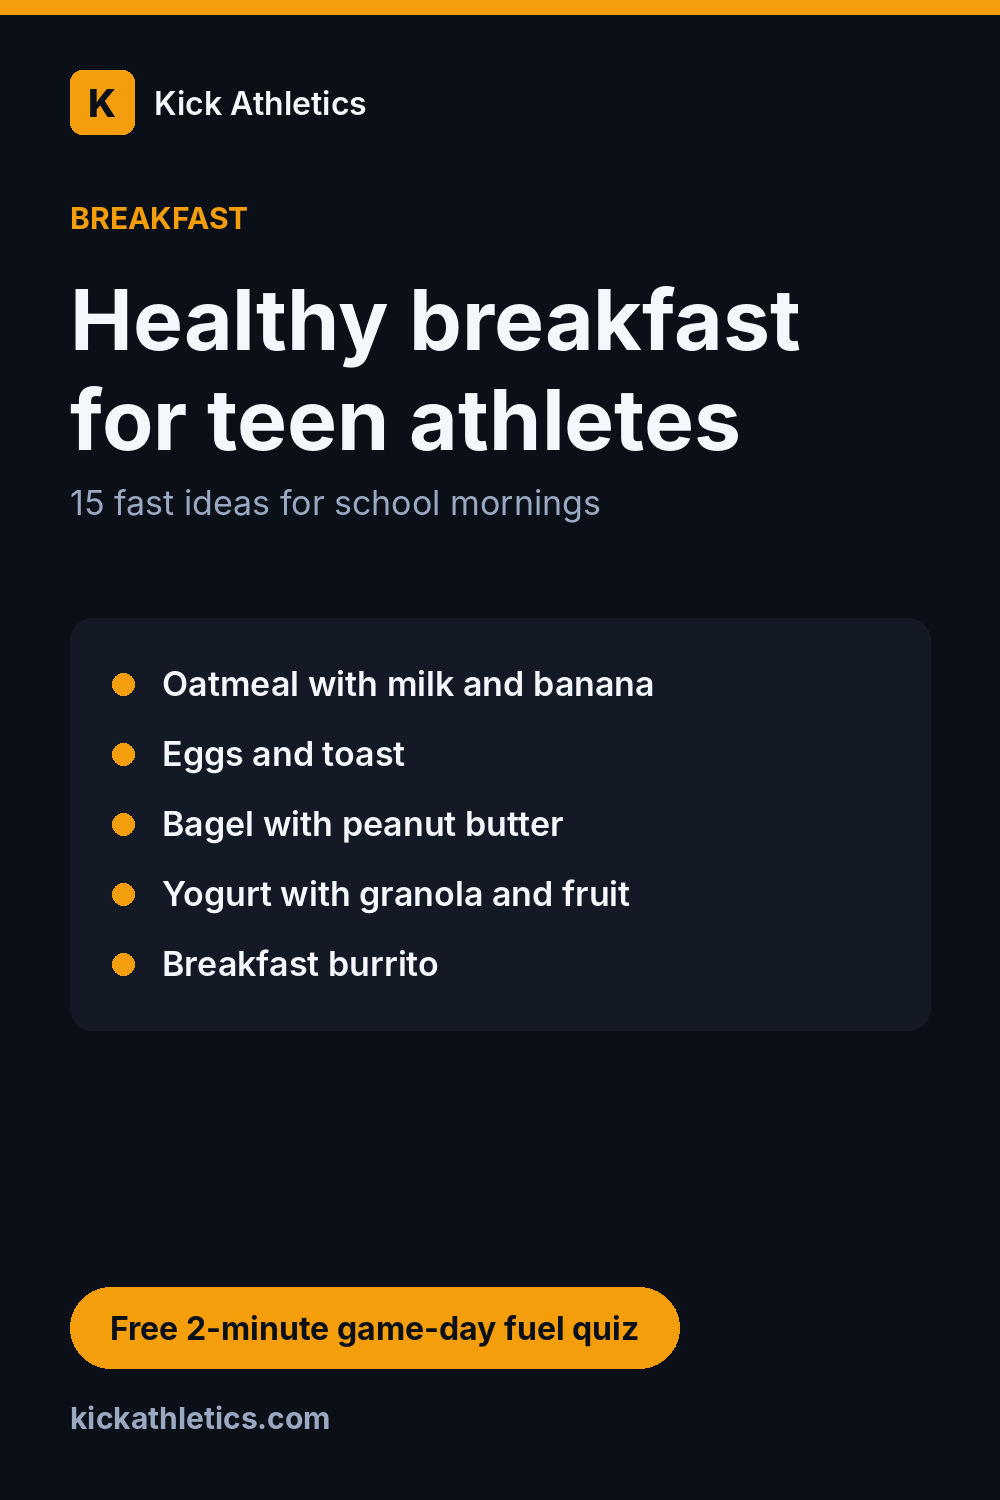 K
Kick Athletics
BREAKFAST
Healthy breakfast
for teen athletes
15 fast ideas for school mornings
Oatmeal with milk and banana
Eggs and toast
Bagel with peanut butter
Yogurt with granola and fruit
Breakfast burrito
Free 2-minute game-day fuel quiz
kickathletics.com